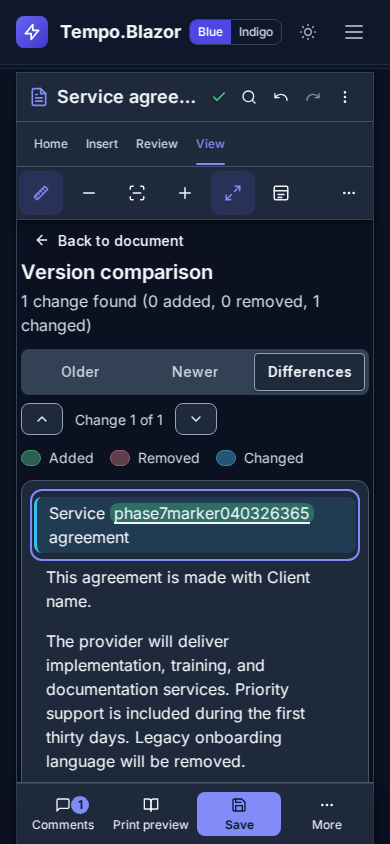 Tempo.Blazor Blue Indigo
Service agree...
Home Insert Review View
Back to document
Version comparison
1 change found (0 added, 0 removed, 1
changed)
Older Newer Differences
Change 1 of 1
Added Removed Changed
Service phase7marker040326365
agreement
This agreement is made with Client
name.
The provider will deliver
implementation, training, and
documentation services. Priority
support is included during the first
thirty days. Legacy onboarding
language will be removed.
1
Comments Print preview Save More